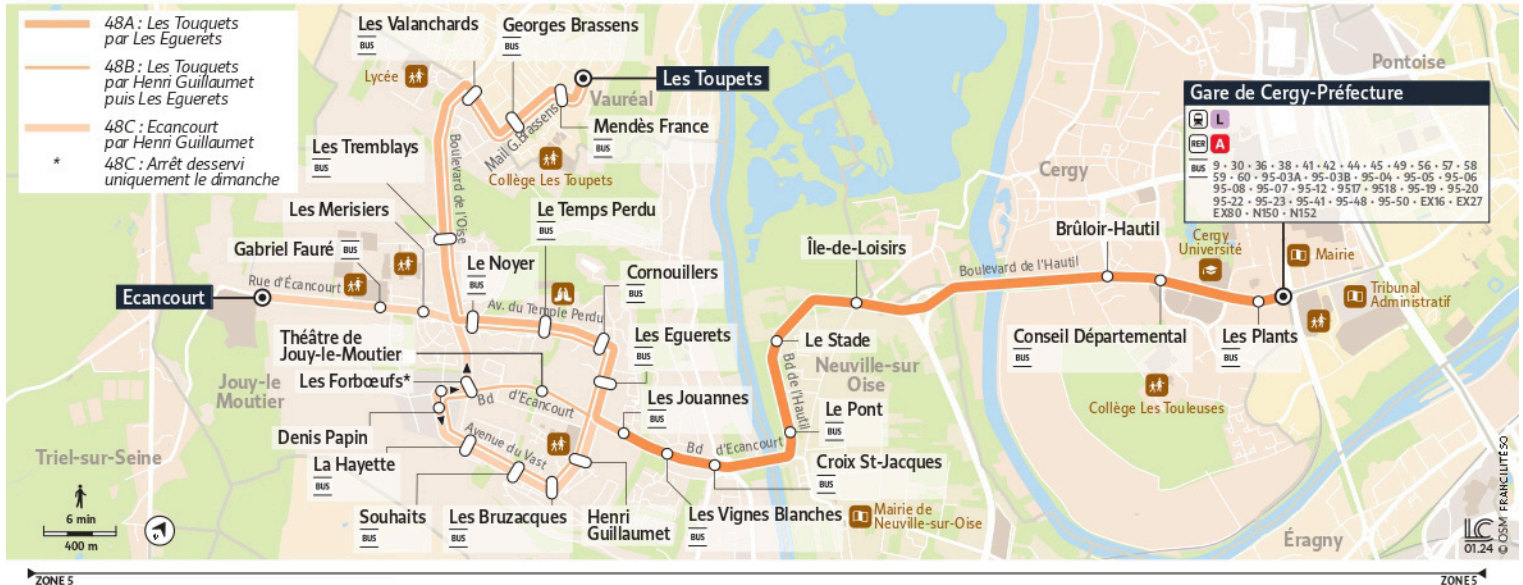 48A : Les Touquets
par Les Eguerets
48B : Les Touquets
par Henri Guillaumet
puis Les Eguerets
48C : Ecancourt
par Henri Guillaumet
* 48C : Arrêt desservi
uniquement le dimanche
Les Valanchards
BUS
Georges Brassens
BUS
Lycée
Les Toupets
Vauréal
Mendès France
BUS
Mail G.Brassens
Collège Les Toupets
Boulevard de l'Oise
Les Tremblays
BUS
Les Merisiers
Gabriel Fauré
BUS
Le Temps Perdu
BUS
Le Noyer
BUS
Cornouillers
BUS
Rue d'Écancourt
Ecancourt
Av. du Temple Perdu
Théâtre de
Jouy-le-Moutier
Les Forbœufs*
Les Eguerets
BUS
Jouy-le
Moutier
Bd d'Ecancourt
Les Jouannes
BUS
Denis Papin
Avenue du Vast
La Hayette
BUS
Triel-sur-Seine
Souhaits
BUS
Les Bruzacques
BUS
Henri
Guillaumet
Les Vignes Blanches
BUS
Bd d'Ecancourt
Croix St-Jacques
BUS
Le Pont
BUS
Bd de l'Hautil
Le Stade
Neuville-sur
Oise
Mairie de
Neuville-sur-Oise
Île-de-Loisirs
Boulevard de l'Hautil
Brûloir-Hautil
Cergy
Conseil Départemental
BUS
Cergy
Université
Les Plants
BUS
Collège Les Touleuses
Mairie
Tribunal
Administratif
Pontoise
Gare de Cergy-Préfecture
L
RER A
BUS 9 • 30 • 36 • 38 • 41 • 42 • 44 • 45 • 49 • 56 • 57 • 58
59 • 60 • 95-03A • 95-03B • 95-04 • 95-05 • 95-06
95-08 • 95-07 • 95-12 • 9517 • 9518 • 95-19 • 95-20
95-22 • 95-23 • 95-41 • 95-48 • 95-50 • EX16 • EX27
EX80 • N150 • N152
Éragny
6 min
400 m
LC
01.24
© OSM FRANCILITÉ SO
ZONE 5
ZONE 5